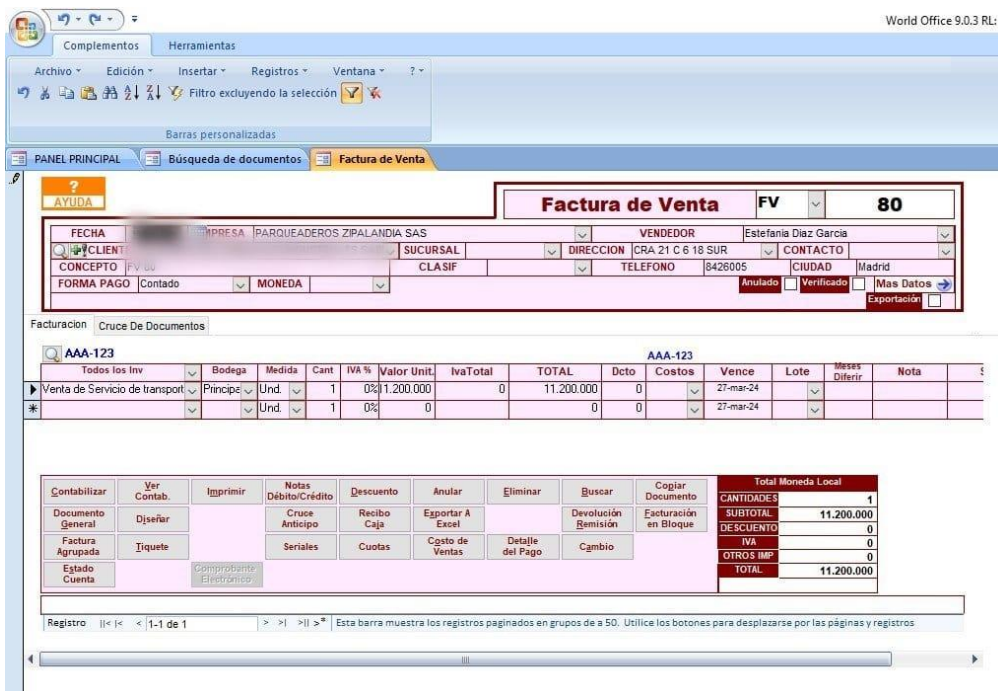 World Office 9.0.3 RL:
Complementos Herramientas
Archivo Edición Insertar Registros Ventana ?
Filtro excluyendo la selección
Barras personalizadas
PANEL PRINCIPAL Búsqueda de documentos Factura de Venta
?
AYUDA
Factura de Venta FV 80
FECHA PARQUEADEROS ZIPALANDIA SAS VENDEDOR Estefania Diaz Garcia
CLIENT SUCURSAL DIRECCION CRA 21 C 6 18 SUR CONTACTO
CONCEPTO FV 80 CLASIF TELEFONO 8426005 CIUDAD Madrid
FORMA PAGO Contado MONEDA Anulado Verificado Mas Datos
Exportación
Facturacion Cruce De Documentos
AAA-123 AAA-123
Todos los Inv Bodega Medida Cant IVA % Valor Unit. IvaTotal TOTAL Dcto Costos Vence Lote Meses Diferir Nota
Venta de Servicio de transport Principa Und. 1 0% 11.200.000 0 11.200.000 0 27-mar-24
Und. 1 0% 0 0 0 27-mar-24
Contabilizar Ver Contab. Imprimir Notas Débito/Crédito Descuento Anular Eliminar Buscar Copiar Documento
Documento General Diseñar Cruce Anticipo Recibo Caja Exportar A Excel Devolución Remisión Facturación en Bloque
Factura Agrupada Tiquete Seriales Cuotas Costo de Ventas Detalle del Pago Cambio
Estado Cuenta Comprobante Electrónico
Total Moneda Local
CANTIDADES 1
SUBTOTAL 11.200.000
DESCUENTO 0
IVA 0
OTROS IMP 0
TOTAL 11.200.000
Registro ||< |< < 1-1 de 1 > >| >|| >* Esta barra muestra los registros paginados en grupos de a 50. Utilice los botones para desplazarse por las páginas y registros